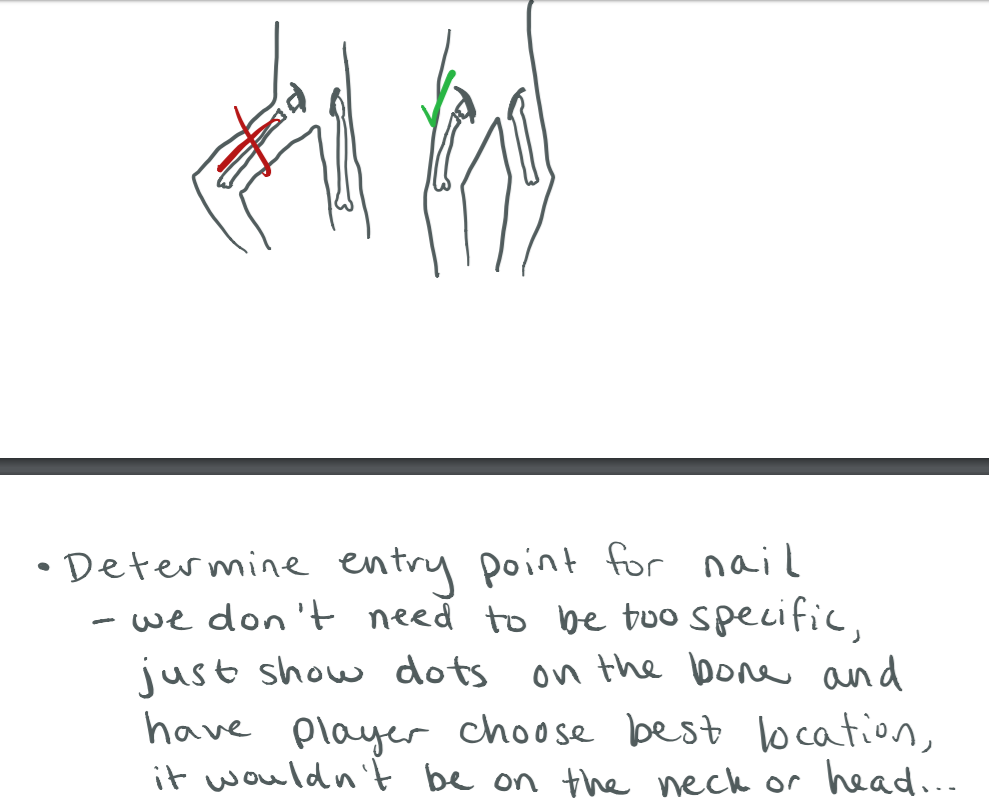 • Determine entry point for nail
- we don't need to be too specific,
just show dots on the bone and
have player choose best location,
it wouldn't be on the neck or head...